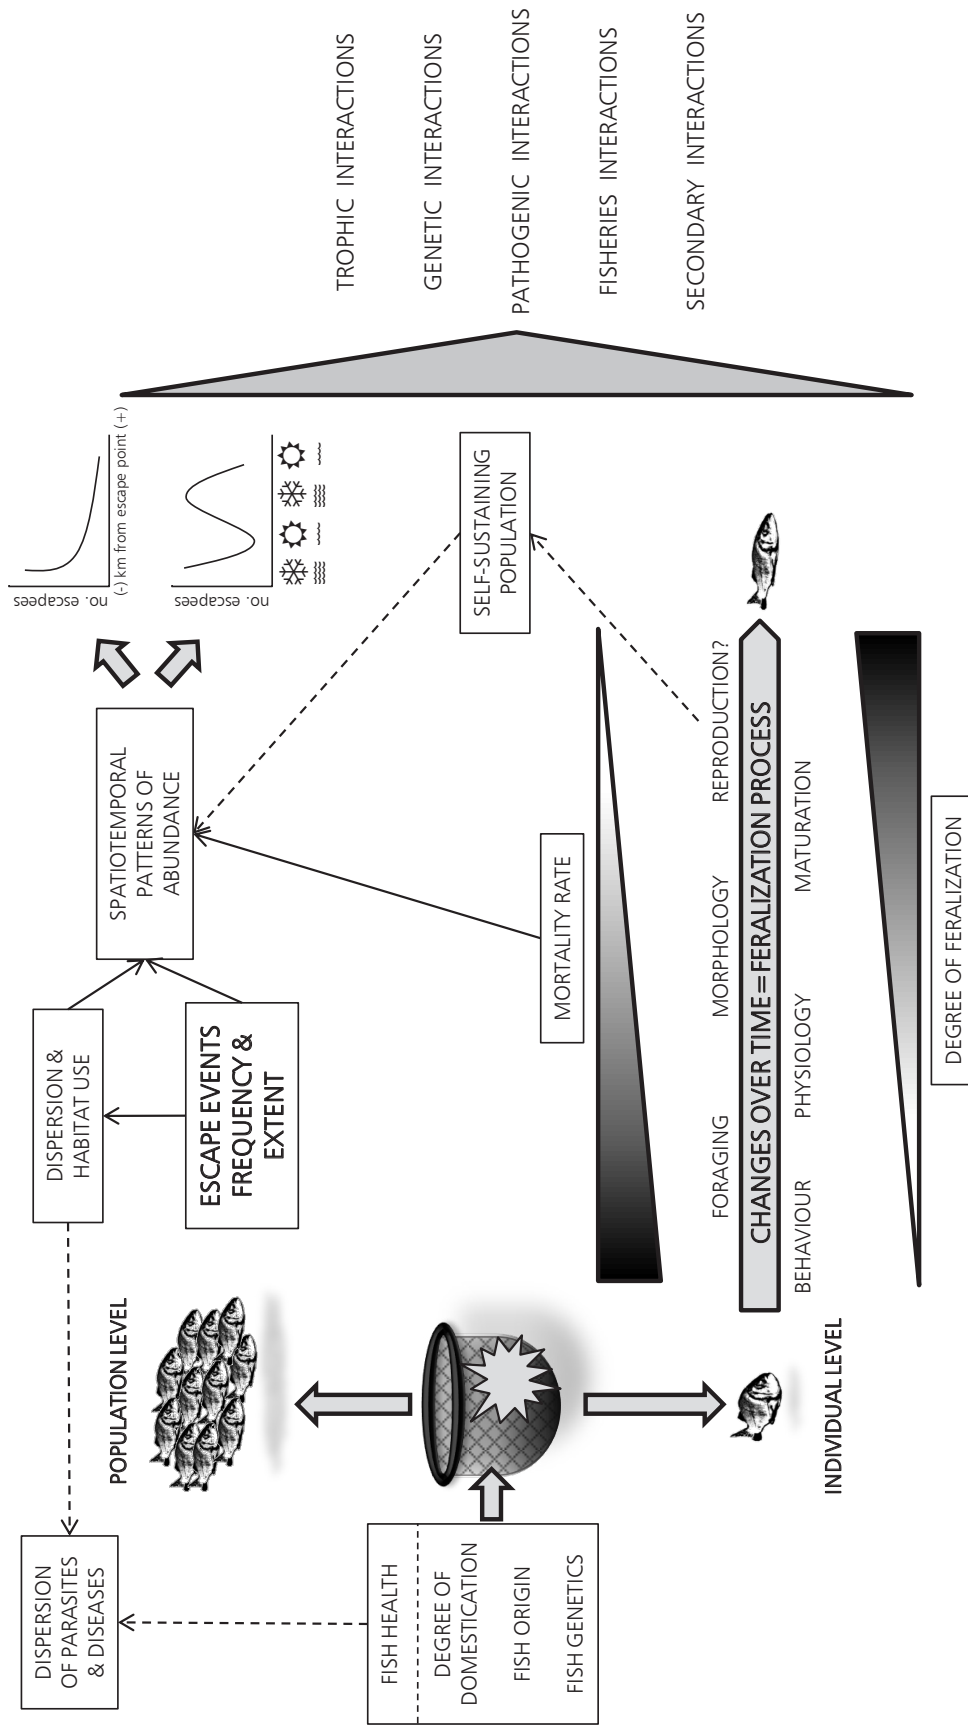 DISPERSION
OF PARASITES
& DISEASES
FISH HEALTH
DEGREE OF
DOMESTICATION
FISH ORIGIN
FISH GENETICS
POPULATION LEVEL
INDIVIDUAL LEVEL
DISPERSION &
HABITAT USE
ESCAPE EVENTS
FREQUENCY &
EXTENT
SPATIOTEMPORAL
PATTERNS OF
ABUNDANCE
no. escapees
(-) km from escape point (+)
no. escapees
MORTALITY RATE
SELF-SUSTAINING
POPULATION
FORAGING
MORPHOLOGY
REPRODUCTION?
CHANGES OVER TIME = FERALIZATION PROCESS
BEHAVIOUR
PHYSIOLOGY
MATURATION
DEGREE OF FERALIZATION
TROPHIC INTERACTIONS
GENETIC INTERACTIONS
PATHOGENIC INTERACTIONS
FISHERIES INTERACTIONS
SECONDARY INTERACTIONS